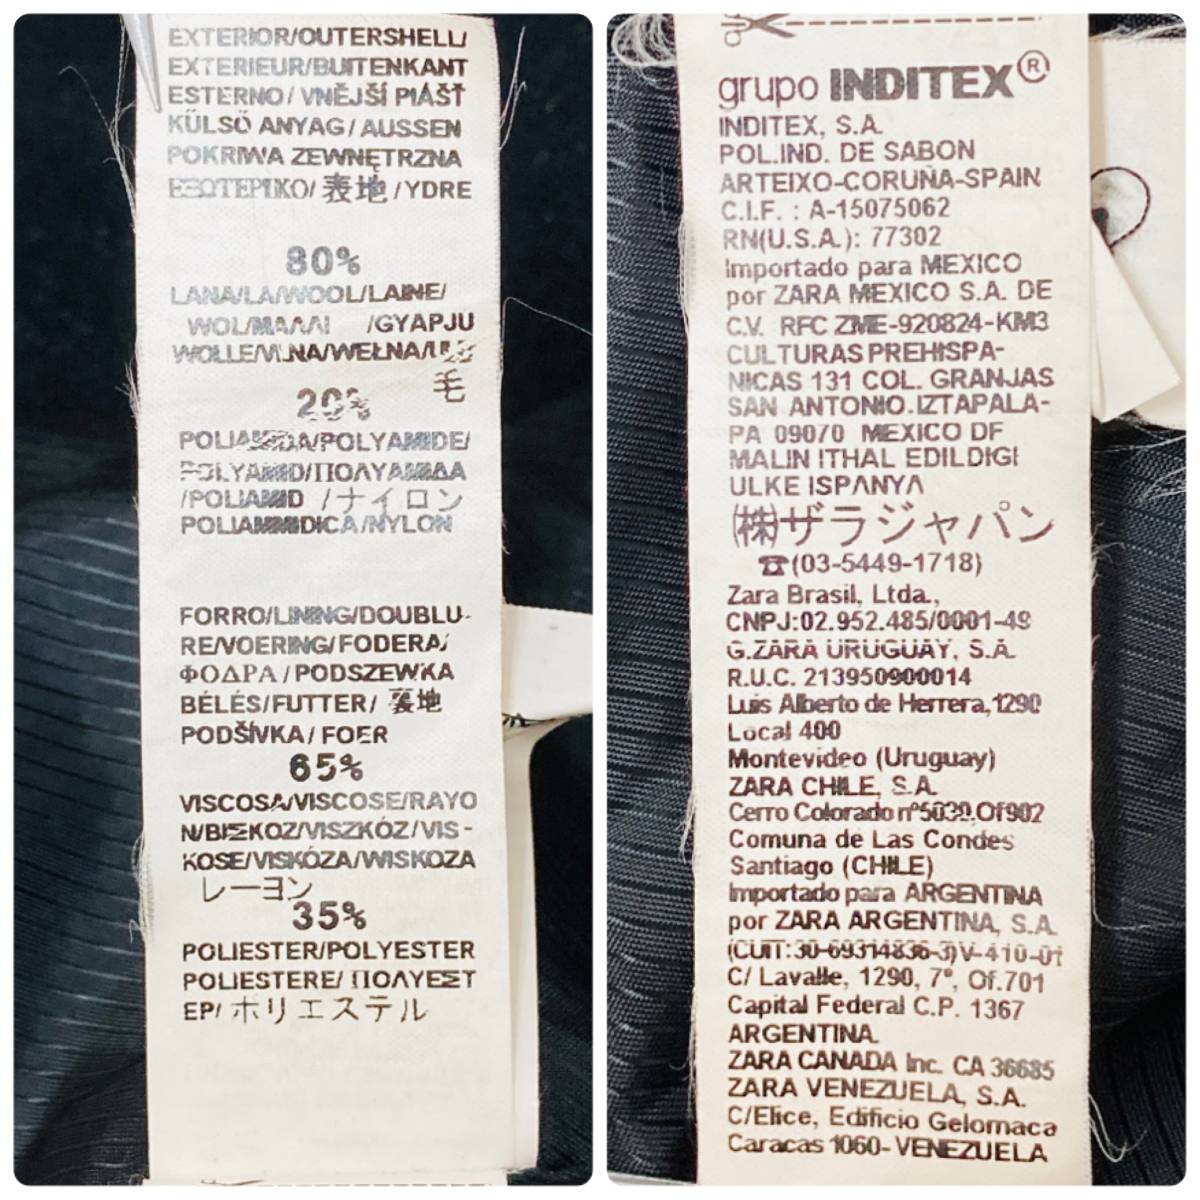 EXTERIOR/OUTERSHELL/
EXTERIEUR/BUITENKANT
ESTERNO/ VNĚJŠÍ PLÁŠŤ
KÜLSÖ ANYAG/AUSSEN
POKRIWA ZEWNĘTRZNA
ΕΞΩΤΕΡΙΚΟ/ 表地/YDRE
80%
LANA/LA/WOOL/LAINE/
WOL/ΜΑΛΛΙ /GYAPJU
WOLLE/VLNA/WEŁNA/ULD
毛
20%
POLIAMIDA/POLYAMIDE/
POLYAMID/ΠΟΛΥΑΜΙΔΑ
/POLIAMID /ナイロン
POLIAMMIDICA/NYLON
FORRO/LINING/DOUBLU-
RE/VOERING/FODERA/
ΦΟΔΡΑ/PODSZEWKA
BÉLÉS/FUTTER/ 裏地
PODŠÍVKA/FOER
65%
VISCOSA/VISCOSE/RAYO
N/ΒΙΣΚΟΖ/VISZKÓZ/VIS-
KOSE/VISKÓZA/WISKOZA
レーヨン
35%
POLIESTER/POLYESTER
POLIESTERE/ ΠΟΛΥΕΣΤ
ΕΡ/ ポリエステル
grupo INDITEX®
INDITEX, S.A.
POL.IND. DE SABON
ARTEIXO-CORUÑA-SPAIN
C.I.F. : A-15075062
RN(U.S.A.): 77302
Importado para MEXICO
por ZARA MEXICO S.A. DE
C.V. RFC ZME-920824-KM3
CULTURAS PREHISPA-
NICAS 131 COL. GRANJAS
SAN ANTONIO.IZTAPALA-
PA 09070 MEXICO DF
MALIN ITHAL EDILDIGI
ULKE ISPANYA
㈱ザラジャパン
☎(03-5449-1718)
Zara Brasil, Ltda.,
CNPJ:02.952.485/0001-49
G.ZARA URUGUAY, S.A.
R.U.C. 213950900014
Luis Alberto de Herrera,1290
Local 400
Montevideo (Uruguay)
ZARA CHILE, S.A.
Cerro Colorado nº5039.Of902
Comuna de Las Condes
Santiago (CHILE)
Importado para ARGENTINA
por ZARA ARGENTINA, S.A.
(CUIT:30-69314836-3)V-410-01
C/ Lavalle, 1290, 7°, Of.701
Capital Federal C.P. 1367
ARGENTINA.
ZARA CANADA Inc. CA 36685
ZARA VENEZUELA, S.A.
C/Elice, Edificio Gelomaca
Caracas 1060- VENEZUELA